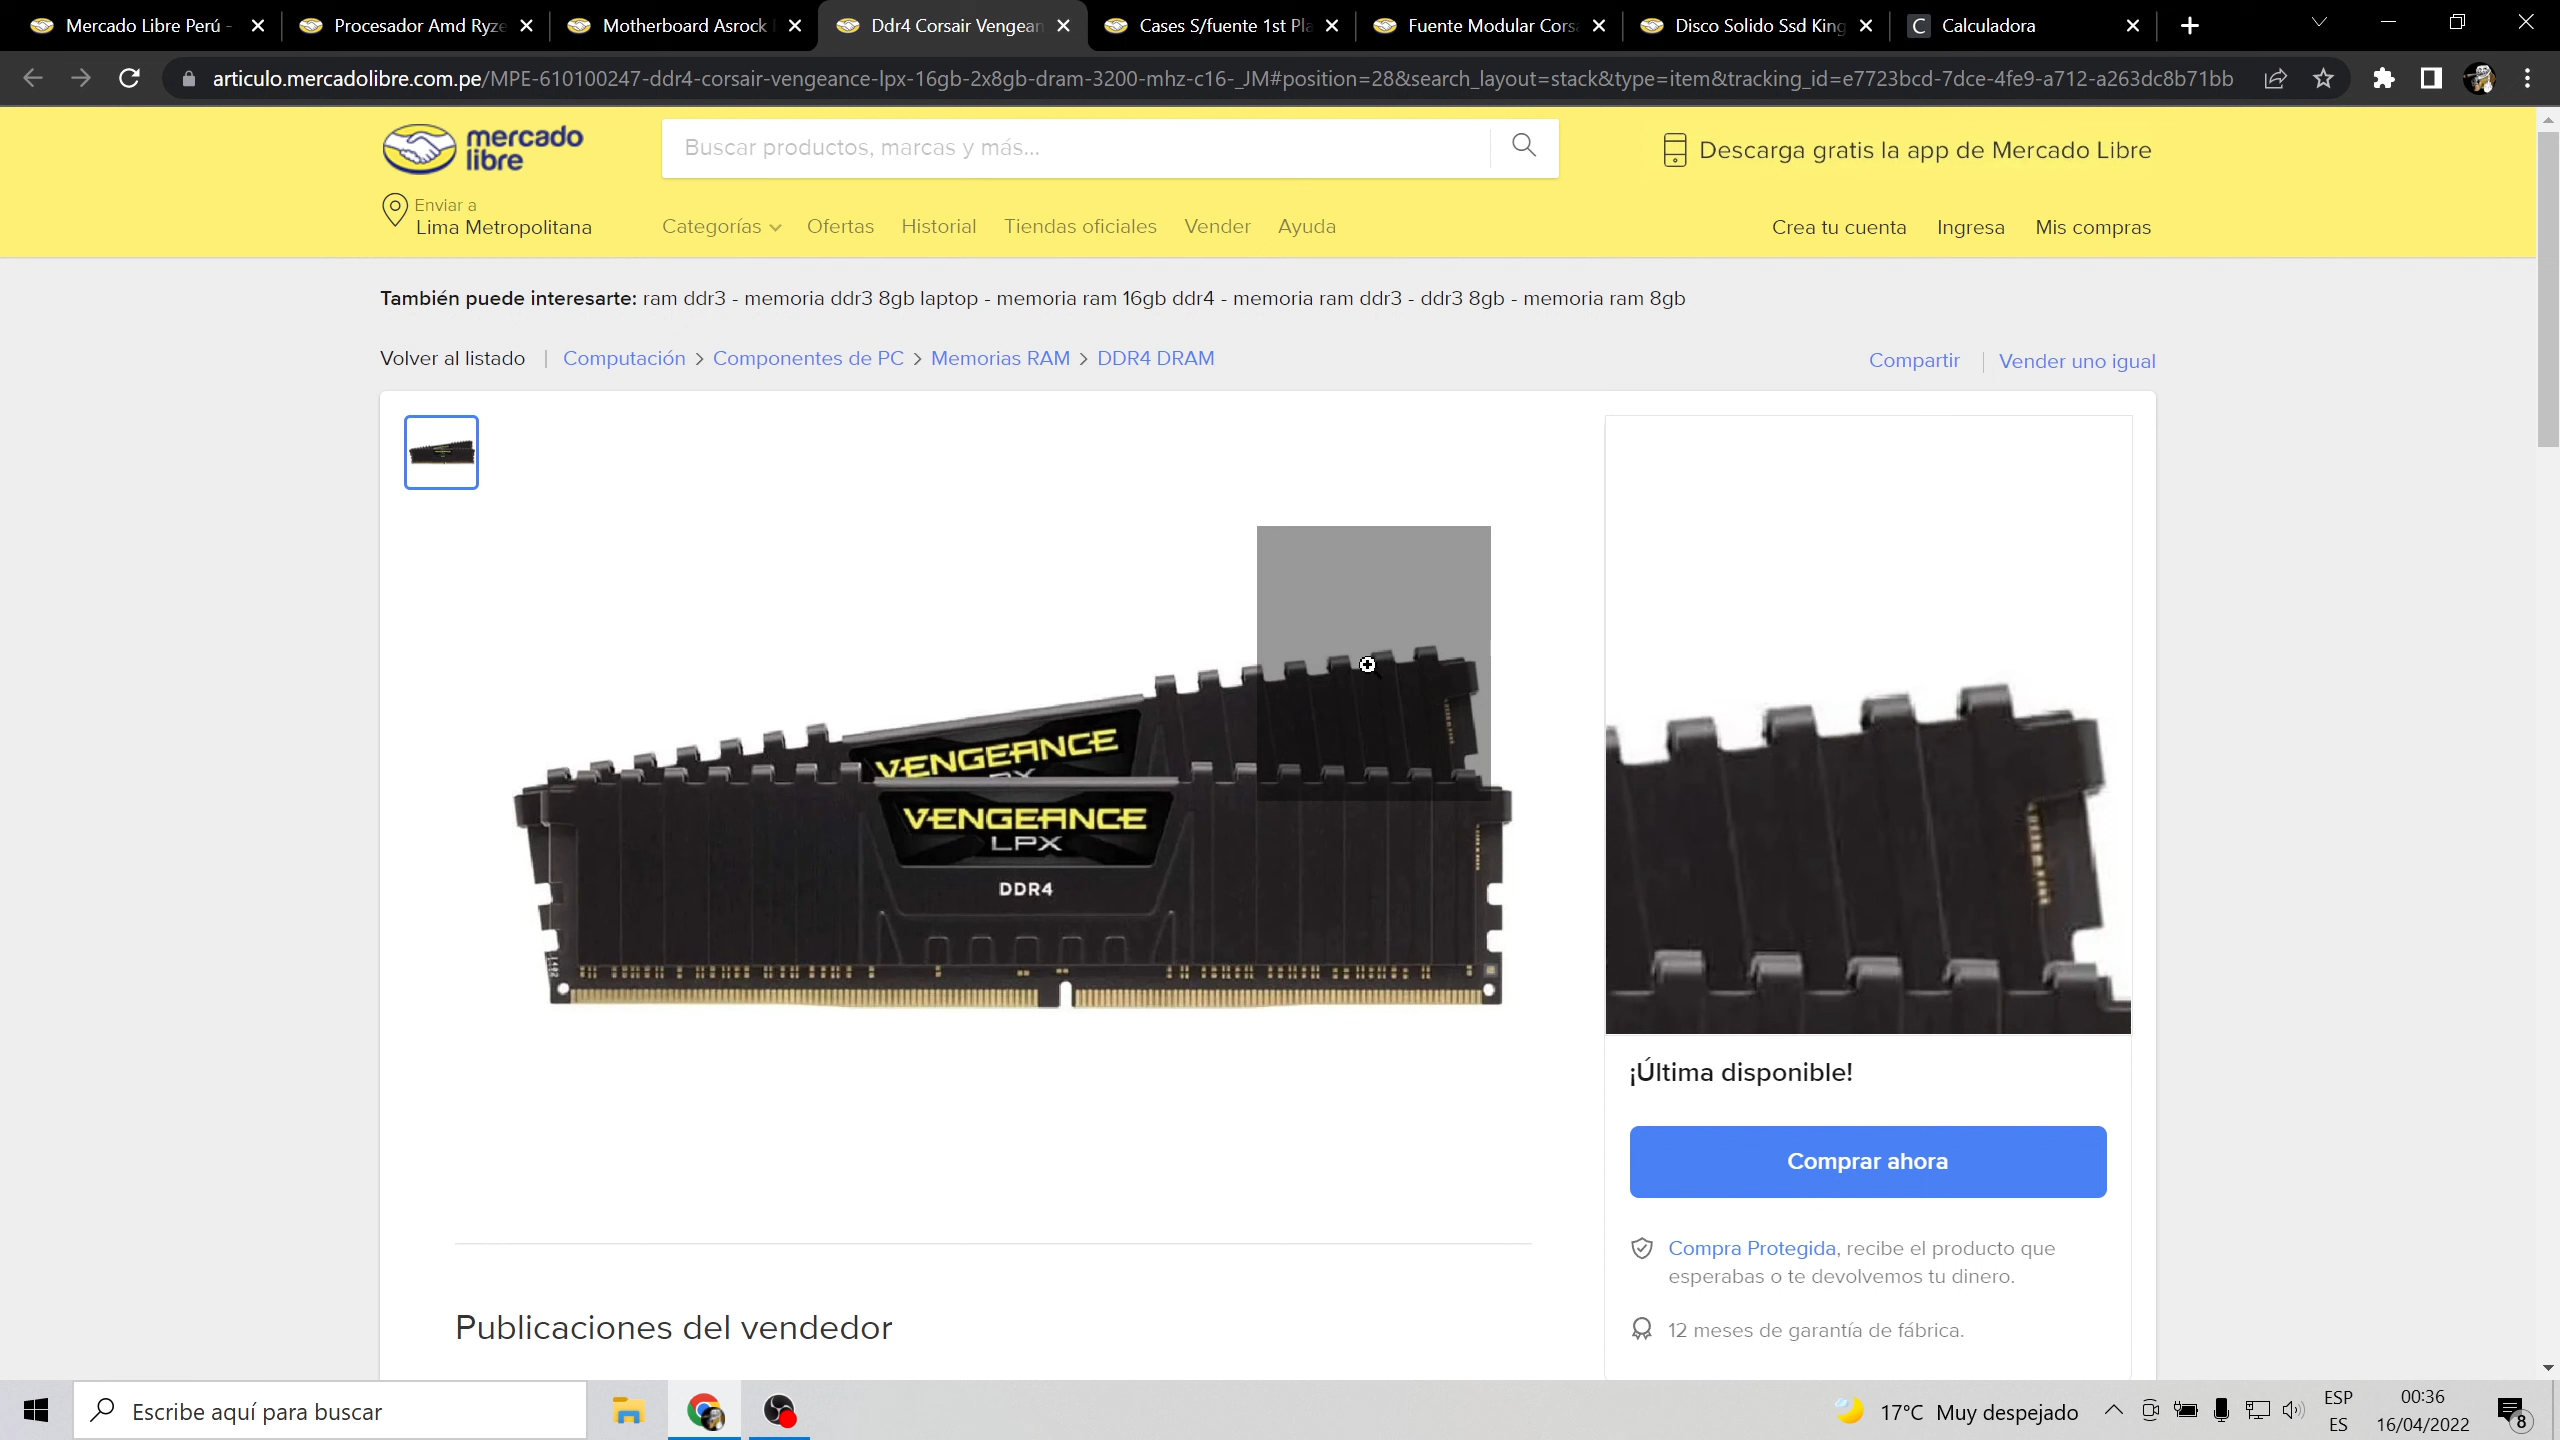 Mercado Libre Perú -
Procesador Amd Ryze
Motherboard Asrock
Ddr4 Corsair Vengean
Cases S/fuente 1st Pla
Fuente Modular Cors
Disco Solido Ssd King
C Calculadora
articulo.mercadolibre.com.pe/MPE-610100247-ddr4-corsair-vengeance-lpx-16gb-2x8gb-dram-3200-mhz-c16-_JM#position=28&search_layout=stack&type=item&tracking_id=e7723bcd-7dce-4fe9-a712-a263dc8b71bb
mercado
libre
Buscar productos, marcas y más...
Descarga gratis la app de Mercado Libre
Enviar a
Lima Metropolitana
Categorías Ofertas Historial Tiendas oficiales Vender Ayuda
Crea tu cuenta Ingresa Mis compras
También puede interesarte: ram ddr3 - memoria ddr3 8gb laptop - memoria ram 16gb ddr4 - memoria ram ddr3 - ddr3 8gb - memoria ram 8gb
Volver al listado | Computación > Componentes de PC > Memorias RAM > DDR4 DRAM
Compartir | Vender uno igual
VENGEANCE
VENGEANCE
LPX
DDR4
¡Última disponible!
Comprar ahora
Compra Protegida, recibe el producto que
esperabas o te devolvemos tu dinero.
12 meses de garantía de fábrica.
Publicaciones del vendedor
Escribe aquí para buscar
17°C Muy despejado
ESP
ES
00:36
16/04/2022
8